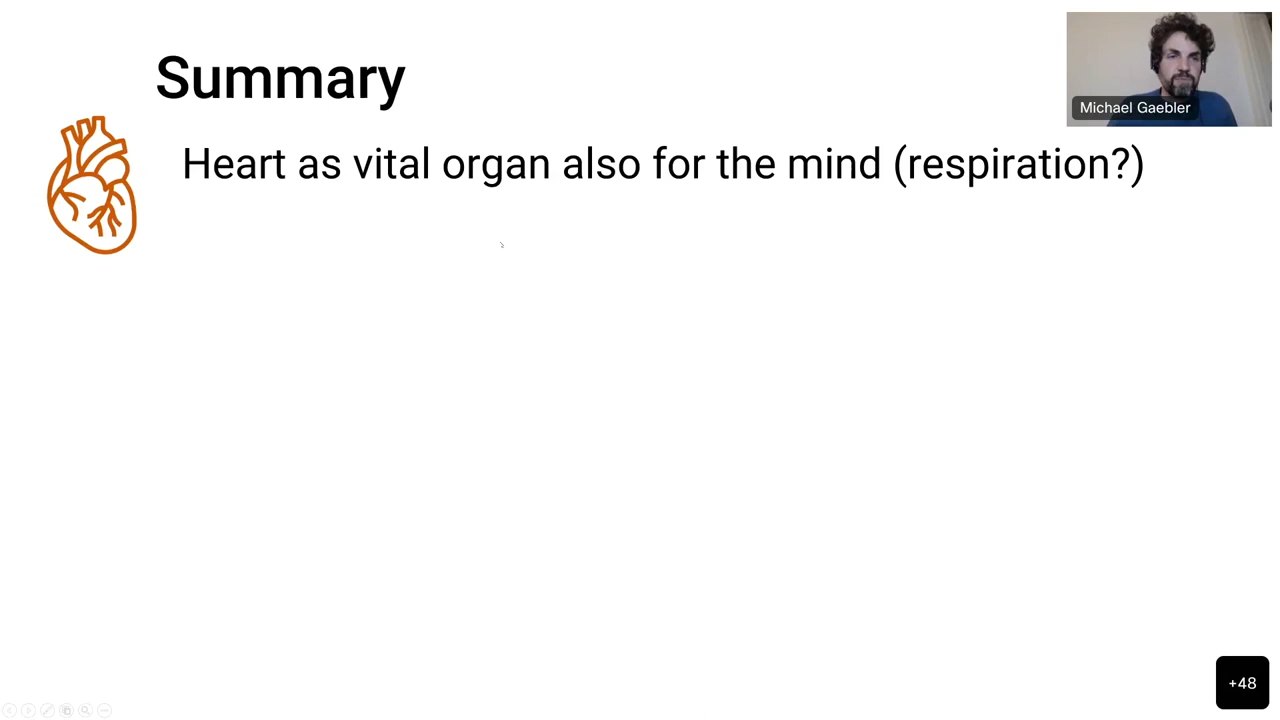 Summary
Michael Gaebler
Heart as vital organ also for the mind (respiration?)
+48